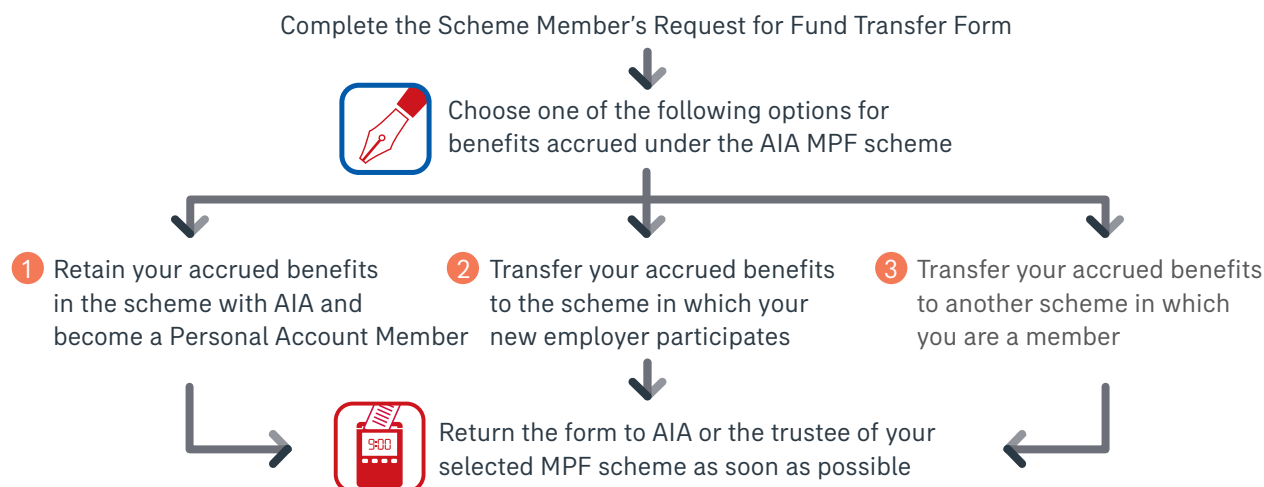 Complete the Scheme Member's Request for Fund Transfer Form
Choose one of the following options for
benefits accrued under the AIA MPF scheme
1 Retain your accrued benefits
in the scheme with AIA and
become a Personal Account Member
2 Transfer your accrued benefits
to the scheme in which your
new employer participates
3 Transfer your accrued benefits
to another scheme in which
you are a member
9:00
Return the form to AIA or the trustee of your
selected MPF scheme as soon as possible